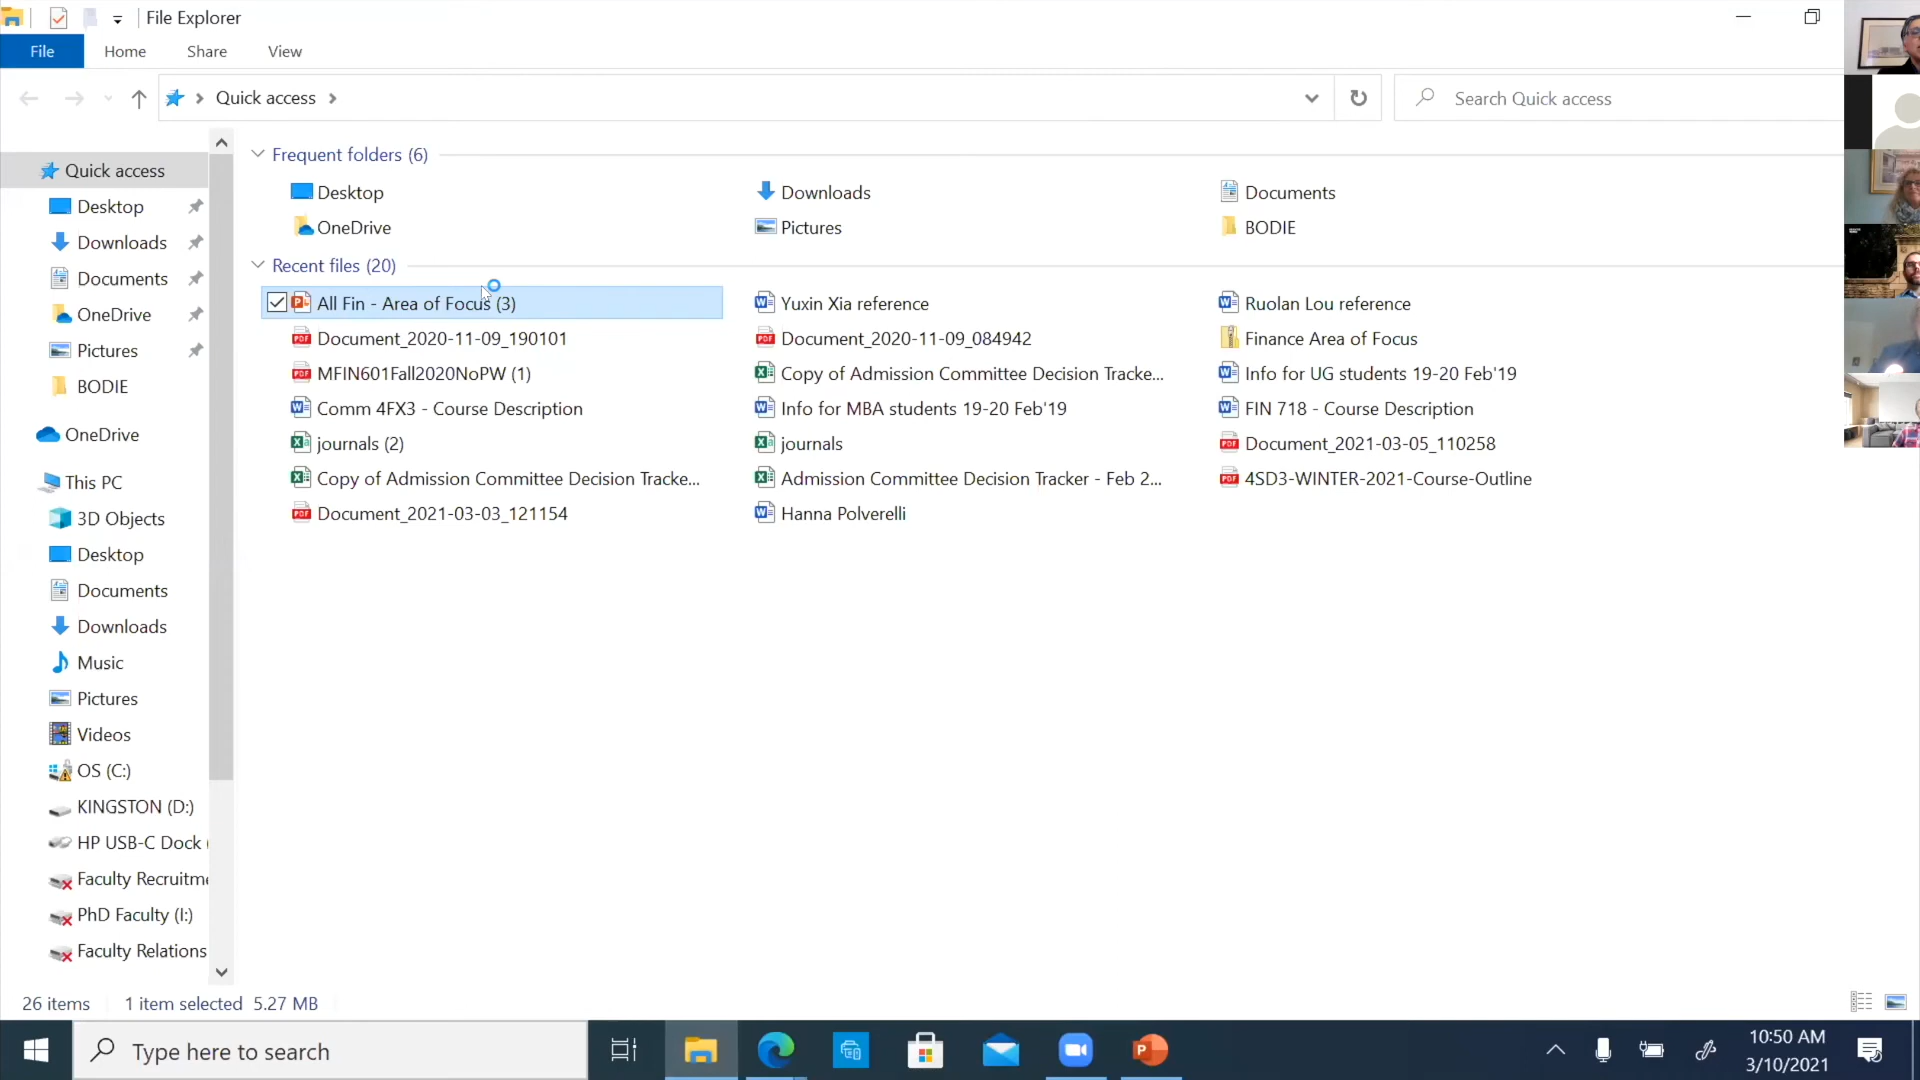 File Explorer
File Home Share View
Quick access
Search Quick access
Quick access
Desktop
Downloads
Documents
OneDrive
Pictures
BODIE
OneDrive
This PC
3D Objects
Desktop
Documents
Downloads
Music
Pictures
Videos
OS (C:)
KINGSTON (D:)
HP USB-C Dock (
Faculty Recruitme
PhD Faculty (I:)
Faculty Relations
Frequent folders (6)
Desktop Downloads Documents
OneDrive Pictures BODIE
Recent files (20)
All Fin - Area of Focus (3) Yuxin Xia reference Ruolan Lou reference
Document_2020-11-09_190101 Document_2020-11-09_084942 Finance Area of Focus
MFIN601Fall2020NoPW (1) Copy of Admission Committee Decision Tracke... Info for UG students 19-20 Feb'19
Comm 4FX3 - Course Description Info for MBA students 19-20 Feb'19 FIN 718 - Course Description
journals (2) journals Document_2021-03-05_110258
Copy of Admission Committee Decision Tracke... Admission Committee Decision Tracker - Feb 2... 4SD3-WINTER-2021-Course-Outline
Document_2021-03-03_121154 Hanna Polverelli
26 items 1 item selected 5.27 MB
Type here to search
10:50 AM
3/10/2021